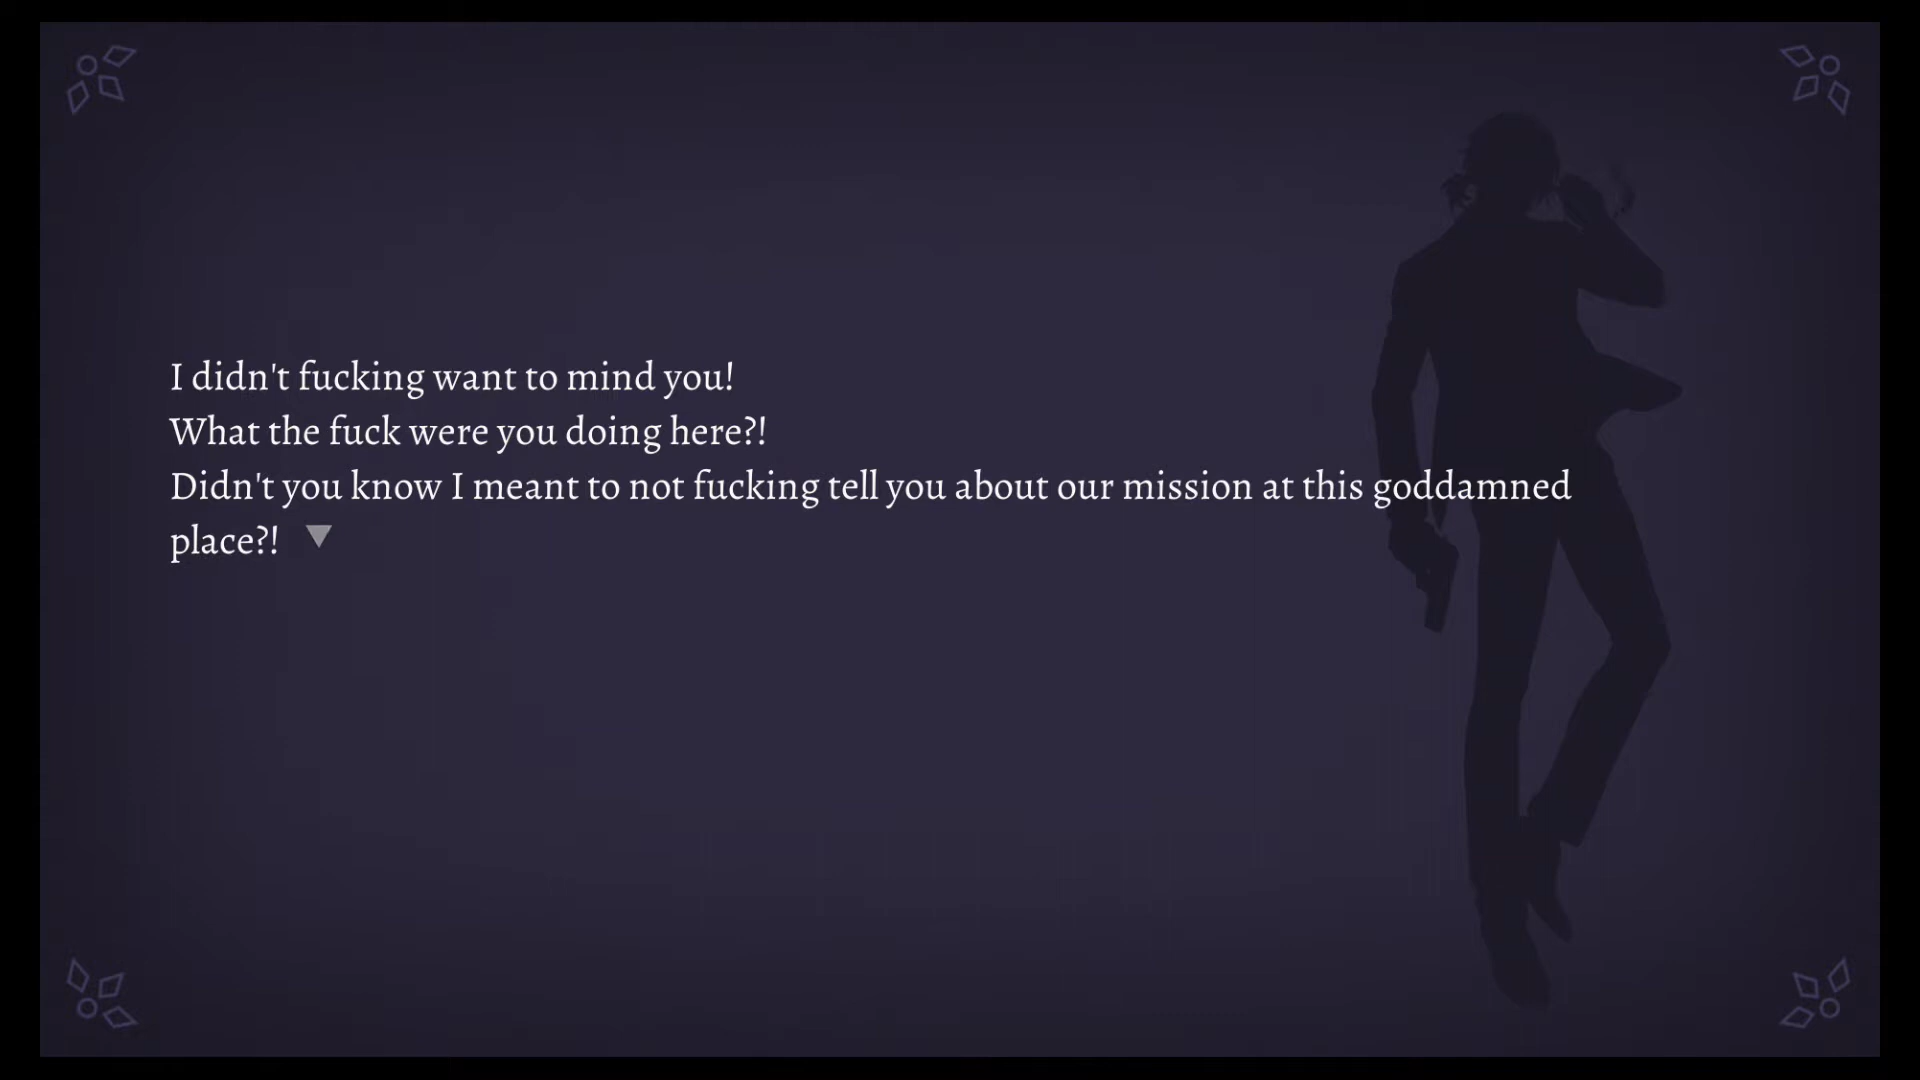 I didn't fucking want to mind you!
What the fuck were you doing here?!
Didn't you know I meant to not fucking tell you about our mission at this goddamned
place?!